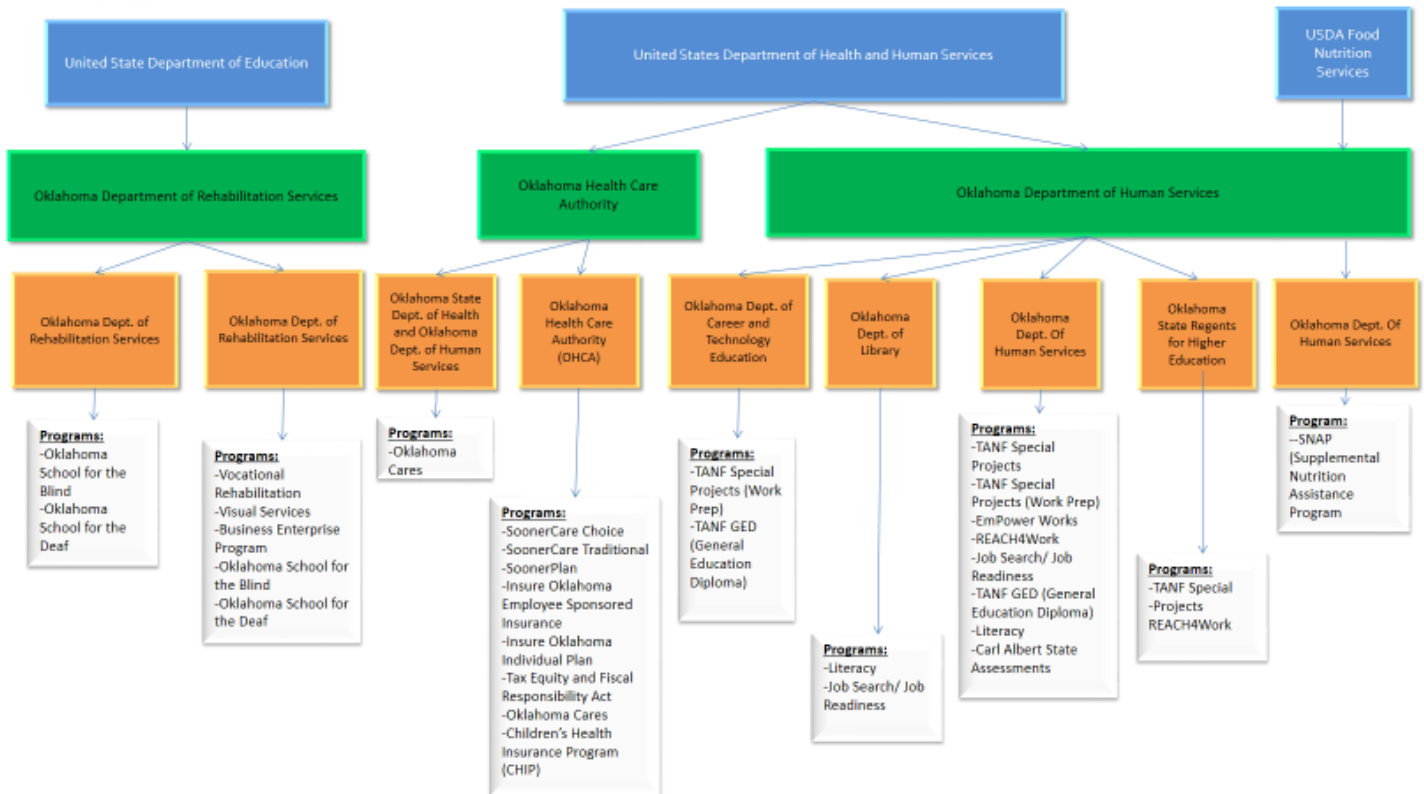 United State Department of Education
United States Department of Health and Human Services
USDA Food
Nutrition
Services
Oklahoma Department of Rehabilitation Services
Oklahoma Health Care
Authority
Oklahoma Department of Human Services
Oklahoma Dept. of
Rehabilitation Services
Oklahoma Dept. of
Rehabilitation Services
Oklahoma State
Dept. of Health
and Oklahoma
Dept. of Human
Services
Oklahoma
Health Care
Authority
(OHCA)
Oklahoma Dept. of
Career and
Technology
Education
Oklahoma
Dept. of
Library
Oklahoma
Dept. Of
Human Services
Oklahoma
State Regents
for Higher
Education
Oklahoma Dept. Of
Human Services
Programs:
-Oklahoma
School for the
Blind
-Oklahoma
School for the
Deaf
Programs:
-Vocational
Rehabilitation
-Visual Services
-Business Enterprise
Program
-Oklahoma School for
the Blind
-Oklahoma School for
the Deaf
Programs:
-Oklahoma
Cares
Programs:
-SoonerCare Choice
-SoonerCare Traditional
-SoonerPlan
-Insure Oklahoma
Employee Sponsored
Insurance
-Insure Oklahoma
Individual Plan
-Tax Equity and Fiscal
Responsibility Act
-Oklahoma Cares
-Children's Health
Insurance Program
(CHIP)
Programs:
-TANF Special
Projects (Work
Prep)
-TANF GED
(General
Education
Diploma)
Programs:
-Literacy
-Job Search/ Job
Readiness
Programs:
-TANF Special
Projects
-TANF Special
Projects (Work Prep)
-EmPower Works
-REACH4Work
-Job Search/ Job
Readiness
-TANF GED (General
Education Diploma)
-Literacy
-Carl Albert State
Assessments
Programs:
-TANF Special
-Projects
REACH4Work
Program:
--SNAP
(Supplemental
Nutrition
Assistance
Program